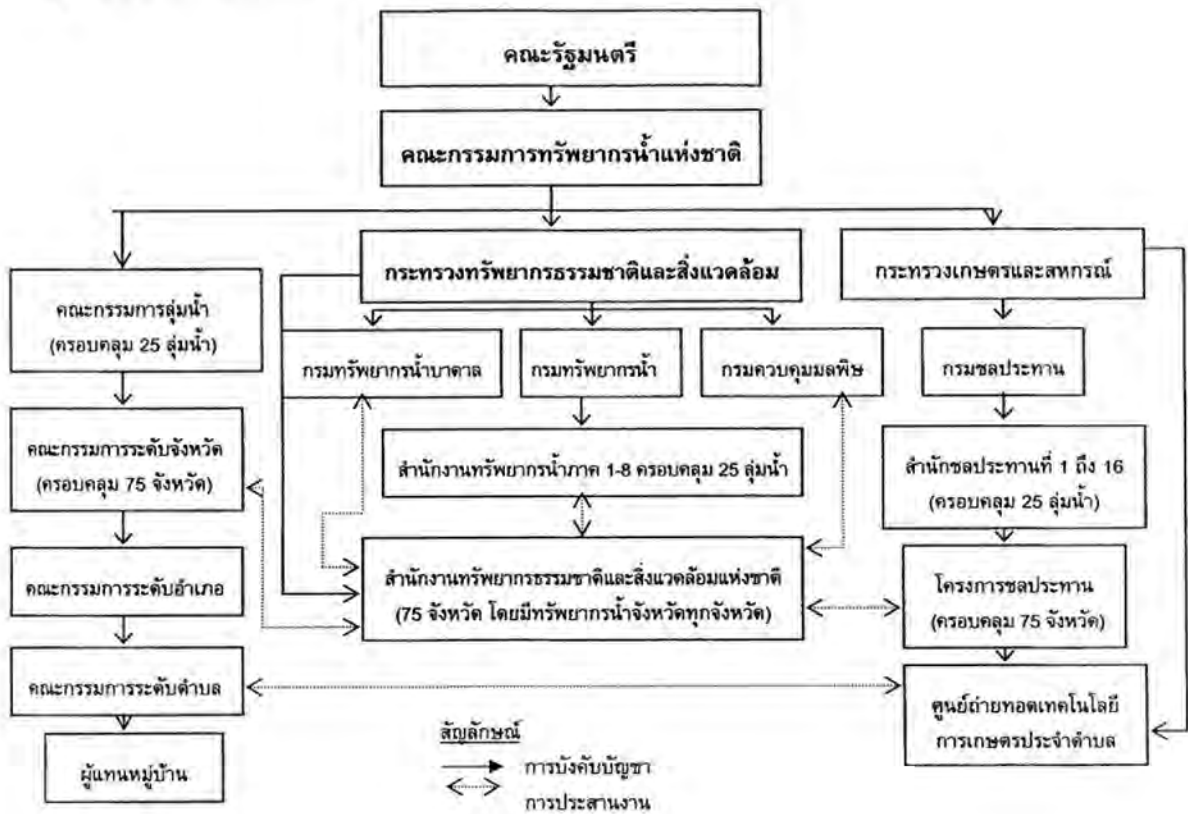 คณะรัฐมนตรี
คณะกรรมการทรัพยากรน้ำแห่งชาติ
คณะกรรมการลุ่มน้ำ
(ครอบคลุม 25 ลุ่มน้ำ)
กระทรวงทรัพยากรธรรมชาติและสิ่งแวดล้อม
กระทรวงเกษตรและสหกรณ์
กรมทรัพยากรน้ำบาดาล
กรมทรัพยากรน้ำ
กรมควบคุมมลพิษ
กรมชลประทาน
คณะกรรมการระดับจังหวัด
(ครอบคลุม 75 จังหวัด)
สำนักงานทรัพยากรน้ำภาค 1-8 ครอบคลุม 25 ลุ่มน้ำ
สำนักชลประทานที่ 1 ถึง 16
(ครอบคลุม 25 ลุ่มน้ำ)
คณะกรรมการระดับอำเภอ
สำนักงานทรัพยากรธรรมชาติและสิ่งแวดล้อมแห่งชาติ
(75 จังหวัด โดยมีทรัพยากรน้ำจังหวัดทุกจังหวัด)
โครงการชลประทาน
(ครอบคลุม 75 จังหวัด)
คณะกรรมการระดับตำบล
ศูนย์ถ่ายทอดเทคโนโลยี
การเกษตรประจำตำบล
ผู้แทนหมู่บ้าน
สัญลักษณ์
การบังคับบัญชา
การประสานงาน